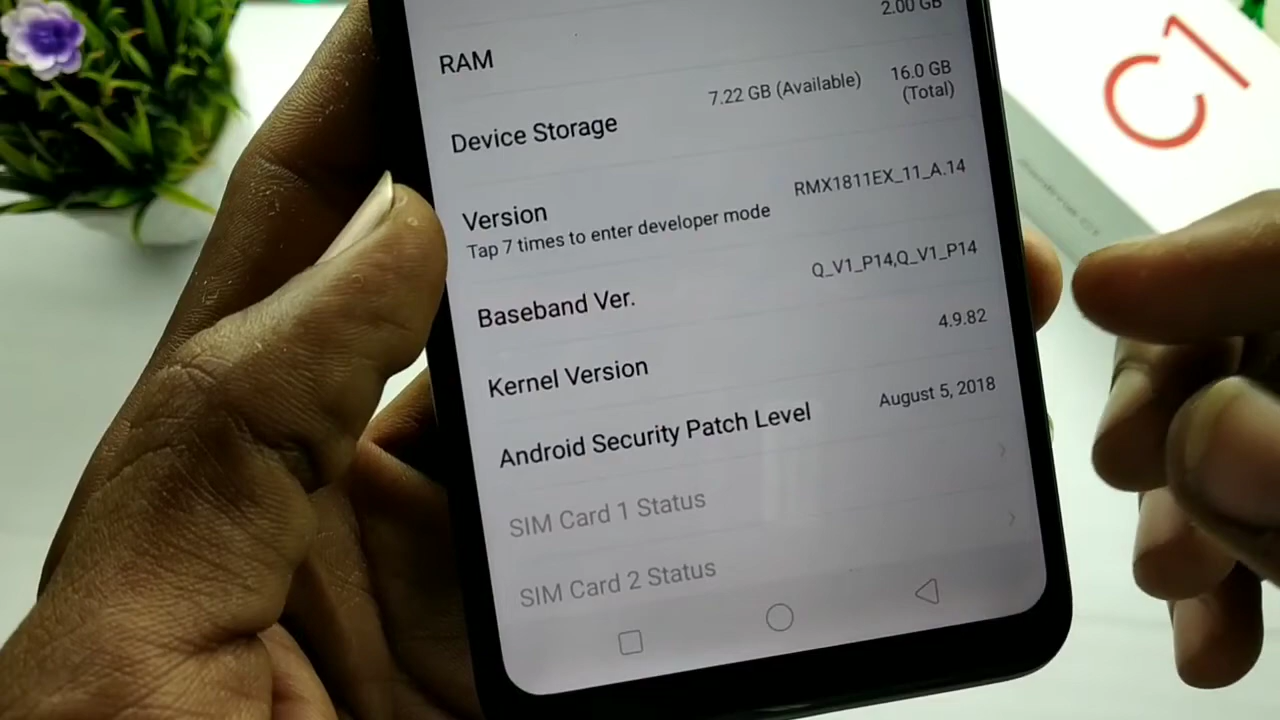 2.00 GB
RAM
7.22 GB (Available)
16.0 GB
(Total)
Device Storage
RMX1811EX_11_A.14
Version
Tap 7 times to enter developer mode
Q_V1_P14,Q_V1_P14
Baseband Ver.
4.9.82
Kernel Version
August 5, 2018
Android Security Patch Level
SIM Card 1 Status
SIM Card 2 Status
C1